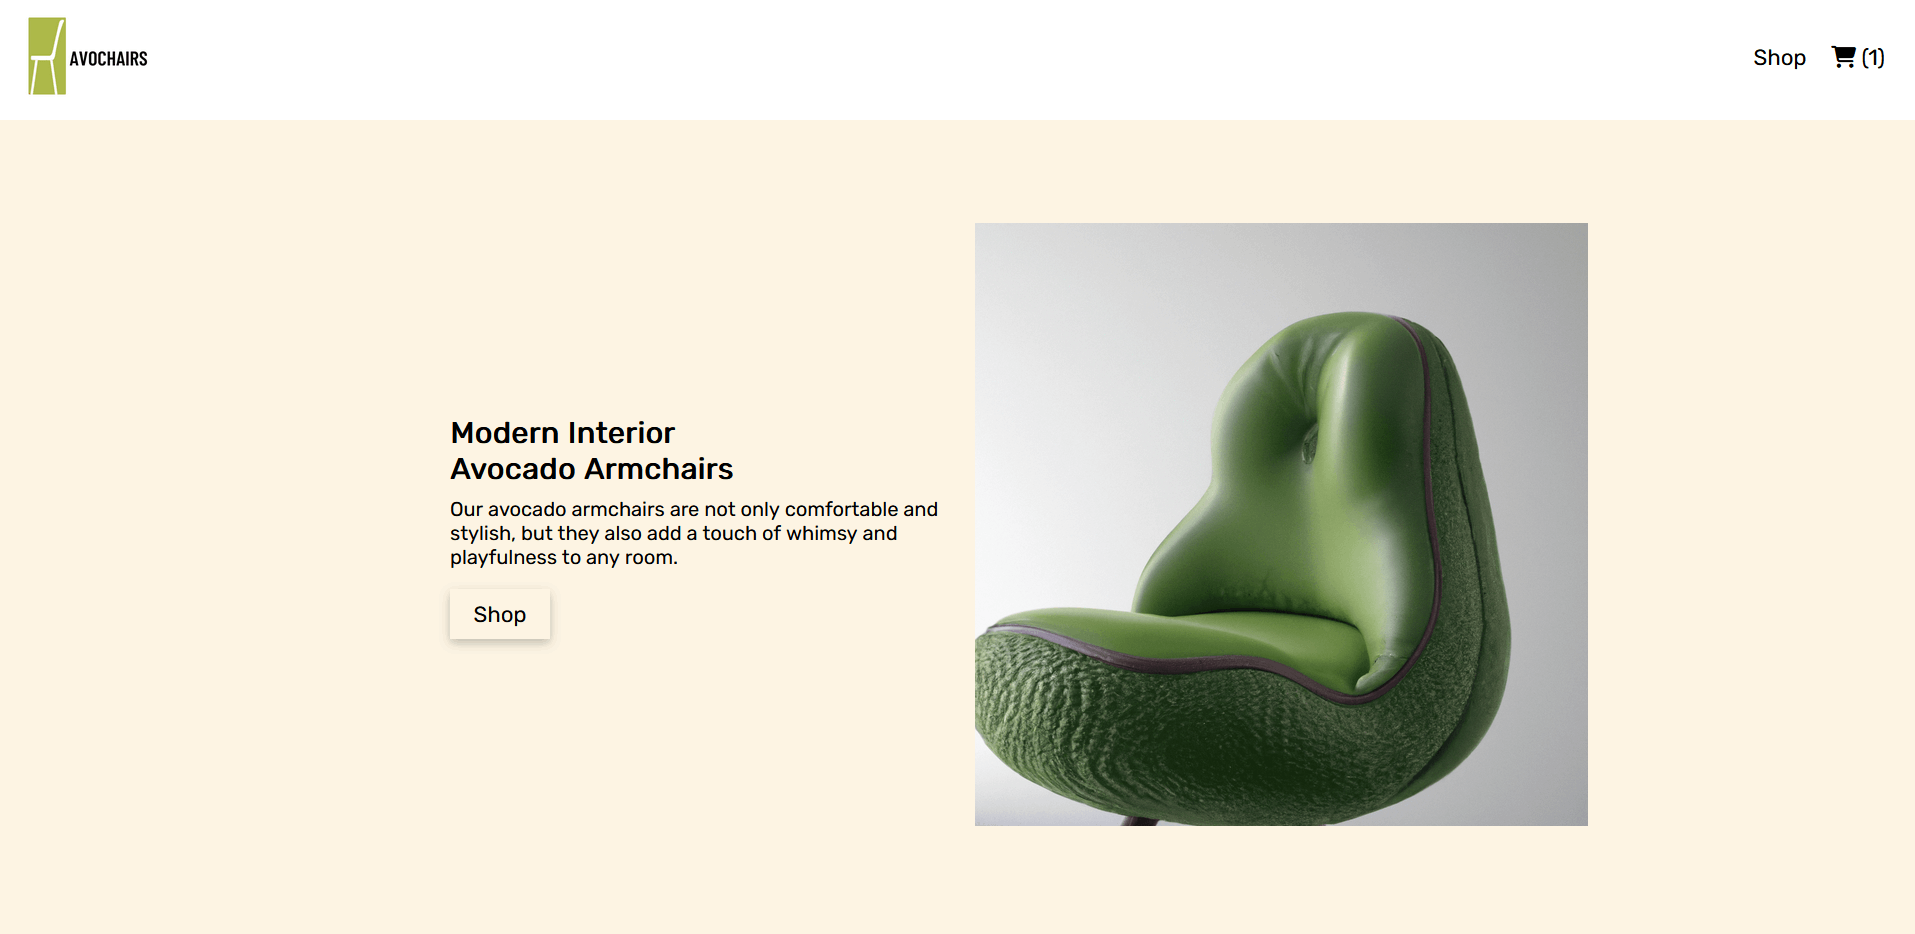 AVOCHAIRS
Shop
(1)
Modern Interior
Avocado Armchairs
Our avocado armchairs are not only comfortable and
stylish, but they also add a touch of whimsy and
playfulness to any room.
Shop